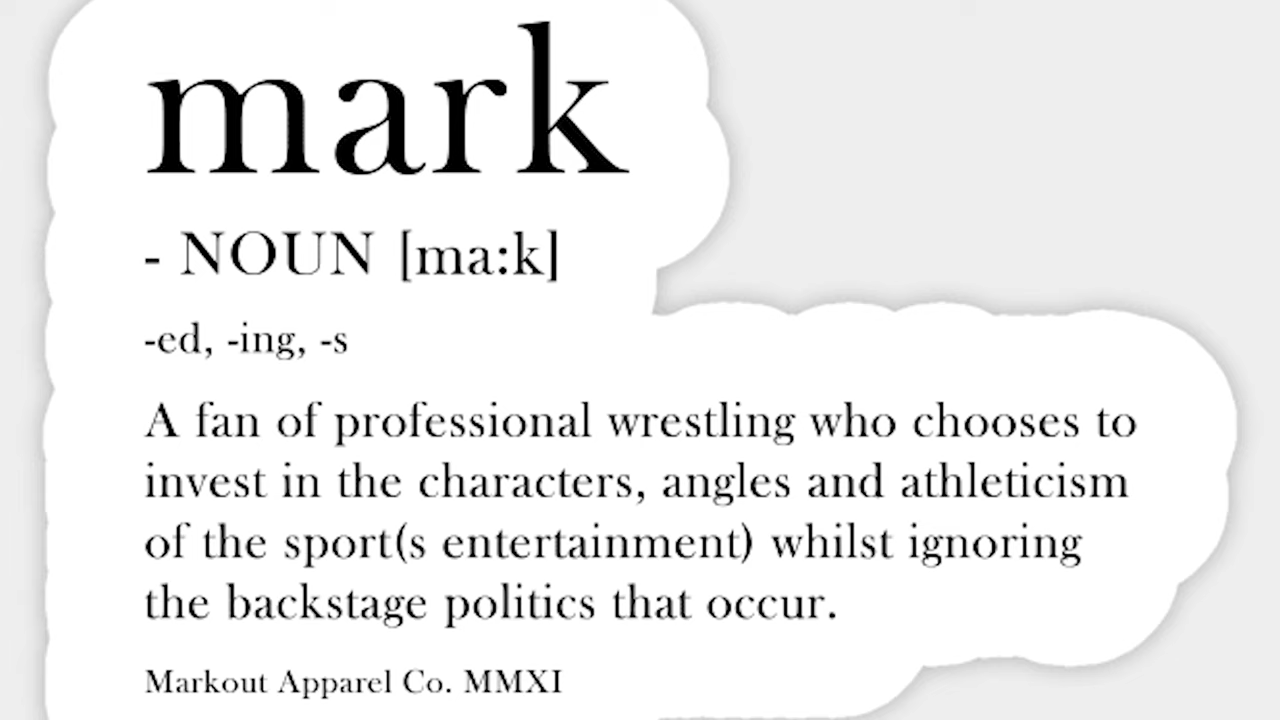 mark
- NOUN [ma:k]
-ed, -ing, -s
A fan of professional wrestling who chooses to
invest in the characters, angles and athleticism
of the sport(s entertainment) whilst ignoring
the backstage politics that occur.
Markout Apparel Co. MMXI